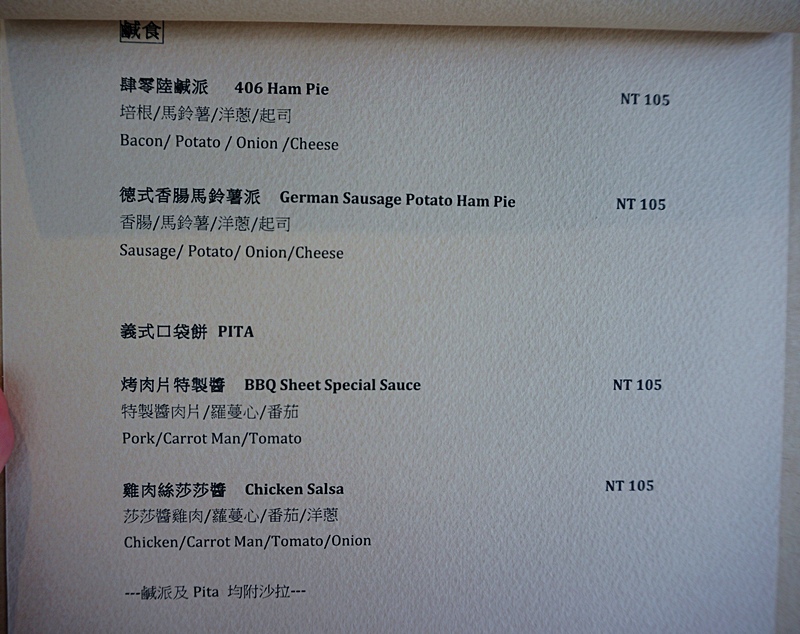 鹹食
肆零陸鹹派 406 Ham Pie NT 105
培根/馬鈴薯/洋蔥/起司
Bacon/ Potato / Onion /Cheese
德式香腸馬鈴薯派 German Sausage Potato Ham Pie NT 105
香腸/馬鈴薯/洋蔥/起司
Sausage/ Potato/ Onion/Cheese
義式口袋餅 PITA
烤肉片特製醬 BBQ Sheet Special Sauce NT 105
特製醬肉片/羅蔓心/番茄
Pork/Carrot Man/Tomato
雞肉絲莎莎醬 Chicken Salsa NT 105
莎莎醬雞肉/羅蔓心/番茄/洋蔥
Chicken/Carrot Man/Tomato/Onion
---鹹派及 Pita 均附沙拉---